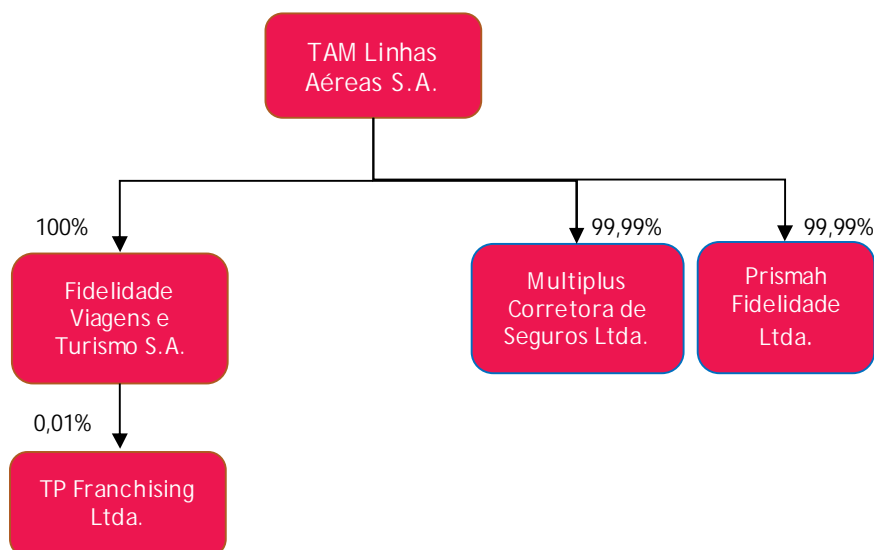 TAM Linhas
Aéreas S.A.
100%
99,99%
99,99%
Fidelidade
Viagens e
Turismo S.A.
Multiplus
Corretora de
Seguros Ltda.
Prismah
Fidelidade
Ltda.
0,01%
TP Franchising
Ltda.